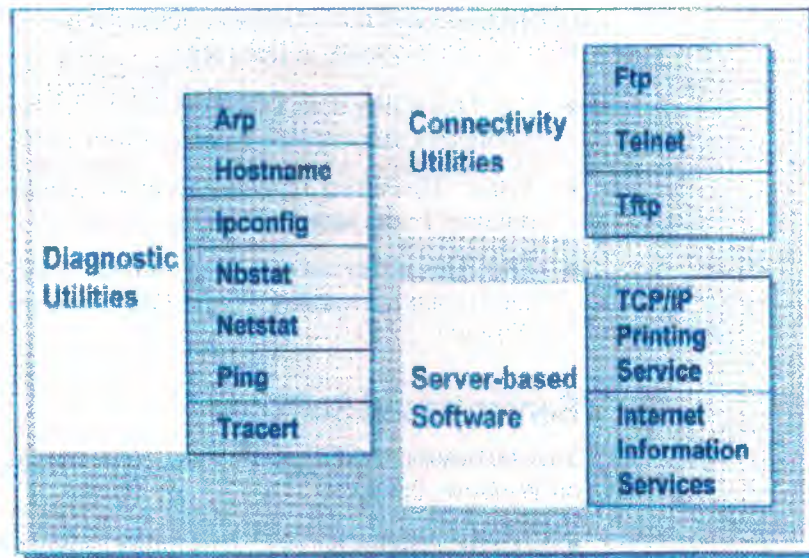 Diagnostic
Utilities
Arp
Hostname
Ipconfig
Nbstat
Netstat
Ping
Tracert
Connectivity
Utilities
Ftp
Telnet
Tftp
Server-based
Software
TCP/IP
Printing
Service
Internet
Information
Services